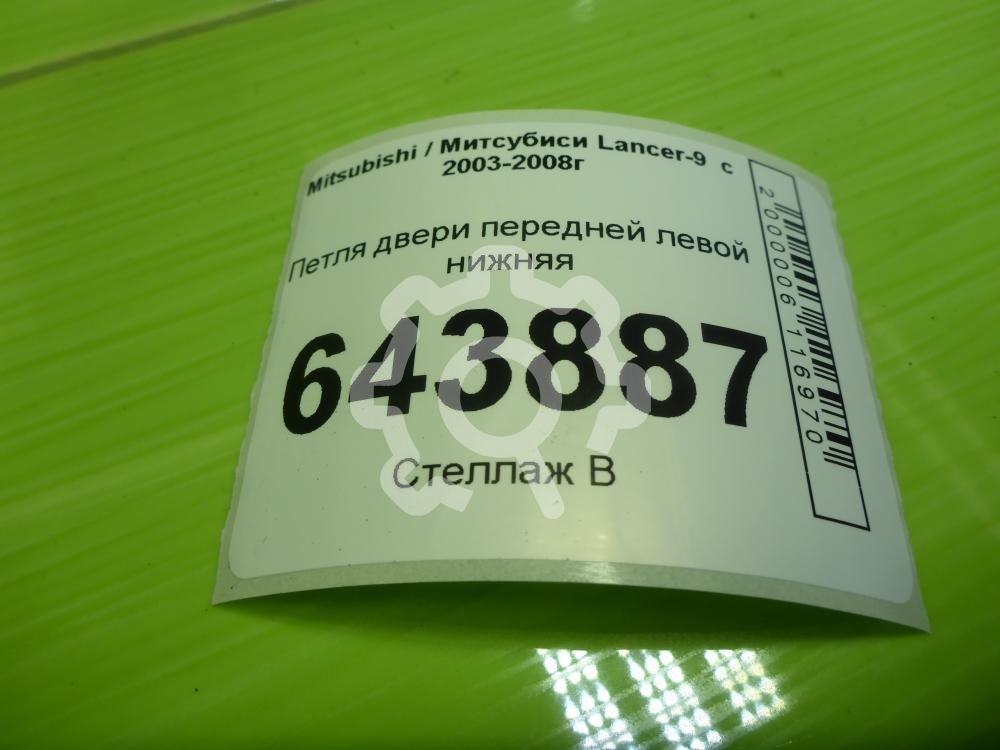 Mitsubishi / Митсубиси Lancer-9 с
2003-2008г
Петля двери передней левой
нижняя
643887
Стеллаж В
2000006116970